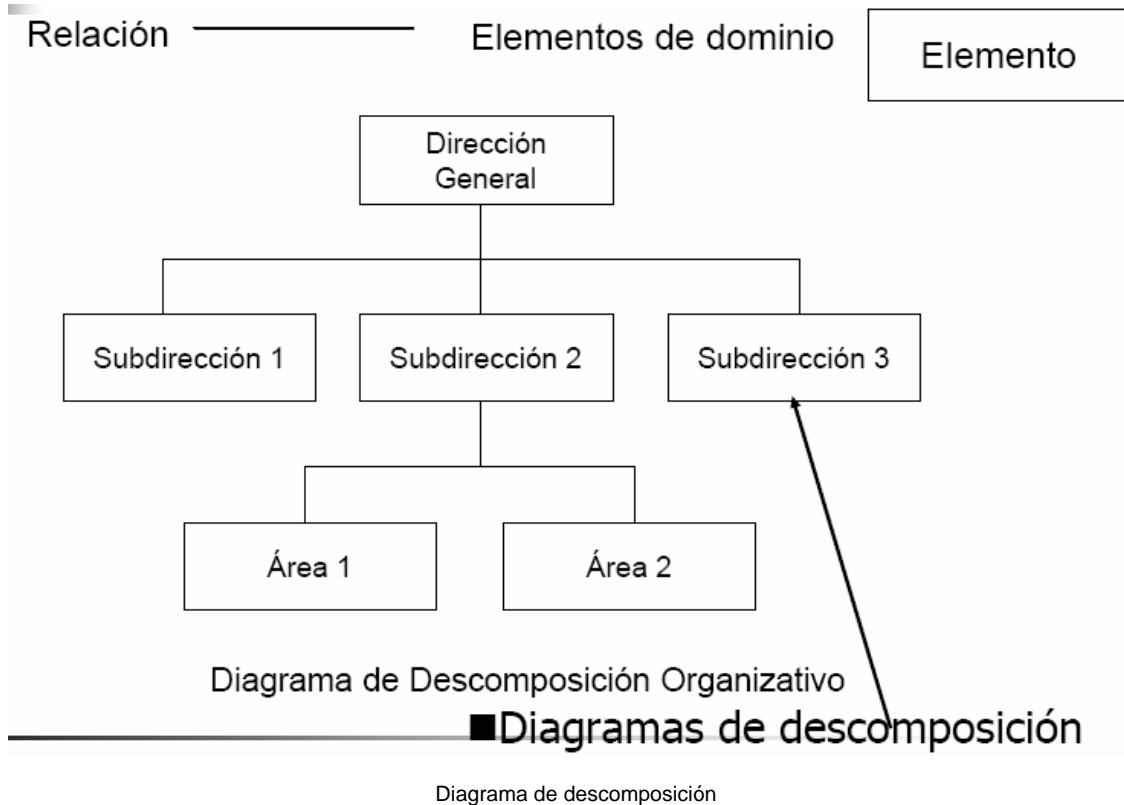 Relación
Elementos de dominio
Elemento
Dirección
General
Subdirección 1
Subdirección 2
Subdirección 3
Área 1
Área 2
Diagrama de Descomposición Organizativo
■Diagramas de descomposición
Diagrama de descomposición